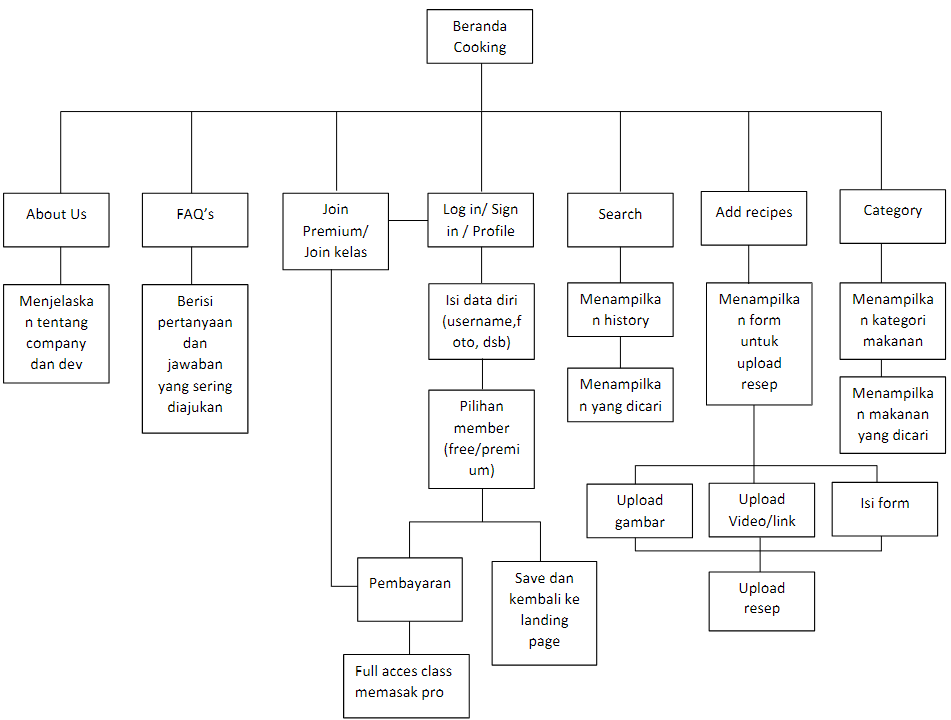 Beranda
Cooking
About Us
FAQ's
Join
Premium/
Join kelas
Log in/ Sign
in / Profile
Search
Add recipes
Category
Menjelaska
n tentang
company
dan dev
Berisi
pertanyaan
dan
jawaban
yang sering
diajukan
Isi data diri
(username,f
oto, dsb)
Menampilka
n history
Menampilka
n form
untuk
upload
resep
Menampilka
n kategori
makanan
Pilihan
member
(free/premi
um)
Menampilka
n yang dicari
Menampilka
n makanan
yang dicari
Upload
gambar
Upload
Video/link
Isi form
Pembayaran
Save dan
kembali ke
landing
page
Upload
resep
Full acces class
memasak pro